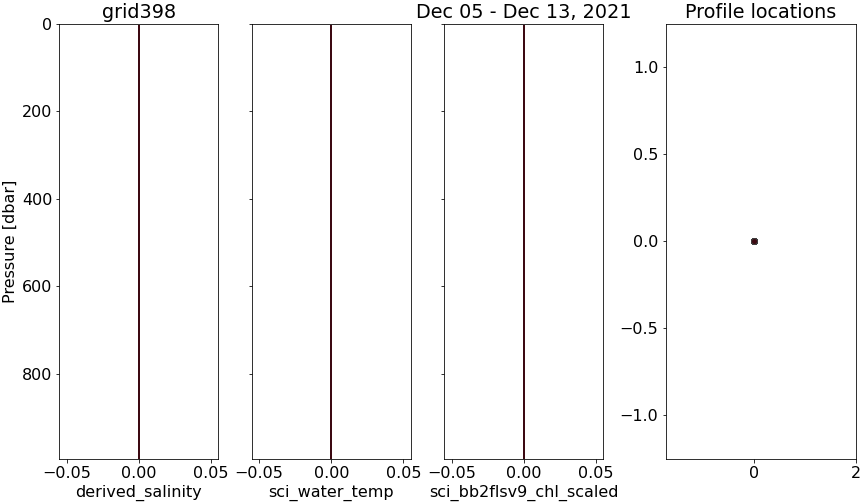 grid398
Dec 05 - Dec 13, 2021
Profile locations
Pressure [dbar]
0
200
400
600
800
−0.05 0.00 0.05
derived_salinity
−0.05 0.00 0.05
sci_water_temp
−0.05 0.00 0.05
sci_bb2flsv9_chl_scaled
1.0
0.5
0.0
−0.5
−1.0
0 2